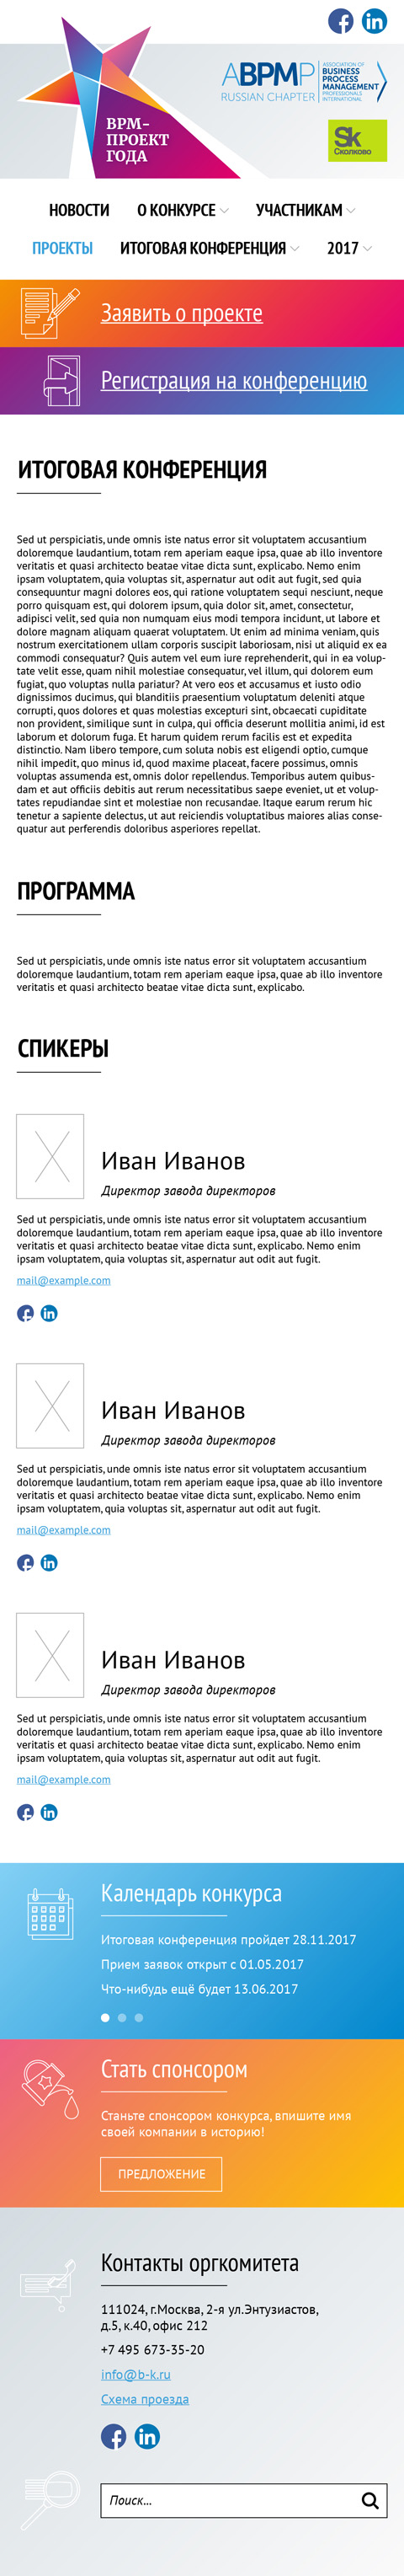 ABPMP
RUSSIAN CHAPTER
ASSOCIATION OF
BUSINESS
PROCESS
MANAGEMENT
PROFESSIONALS
INTERNATIONAL
BPM-
ПРОЕКТ
ГОДА
Sk
Сколково
НОВОСТИ О КОНКУРСЕ УЧАСТНИКАМ
ПРОЕКТЫ ИТОГОВАЯ КОНФЕРЕНЦИЯ 2017
Заявить о проекте
Регистрация на конференцию
ИТОГОВАЯ КОНФЕРЕНЦИЯ
Sed ut perspiciatis, unde omnis iste natus error sit voluptatem accusantium
doloremque laudantium, totam rem aperiam eaque ipsa, quae ab illo inventore
veritatis et quasi architecto beatae vitae dicta sunt, explicabo. Nemo enim
ipsam voluptatem, quia voluptas sit, aspernatur aut odit aut fugit, sed quia
consequuntur magni dolores eos, qui ratione voluptatem sequi nesciunt, neque
porro quisquam est, qui dolorem ipsum, quia dolor sit, amet, consectetur,
adipisci velit, sed quia non numquam eius modi tempora incidunt, ut labore et
dolore magnam aliquam quaerat voluptatem. Ut enim ad minima veniam, quis
nostrum exercitationem ullam corporis suscipit laboriosam, nisi ut aliquid ex ea
commodi consequatur? Quis autem vel eum iure reprehenderit, qui in ea volup-
tate velit esse, quam nihil molestiae consequatur, vel illum, qui dolorem eum
fugiat, quo voluptas nulla pariatur? At vero eos et accusamus et iusto odio
dignissimos ducimus, qui blanditiis praesentium voluptatum deleniti atque
corrupti, quos dolores et quas molestias excepturi sint, obcaecati cupiditate
non provident, similique sunt in culpa, qui officia deserunt mollitia animi, id est
laborum et dolorum fuga. Et harum quidem rerum facilis est et expedita
distinctio. Nam libero tempore, cum soluta nobis est eligendi optio, cumque
nihil impedit, quo minus id, quod maxime placeat, facere possimus, omnis
voluptas assumenda est, omnis dolor repellendus. Temporibus autem quibus-
dam et aut officiis debitis aut rerum necessitatibus saepe eveniet, ut et volup-
tates repudiandae sint et molestiae non recusandae. Itaque earum rerum hic
tenetur a sapiente delectus, ut aut reiciendis voluptatibus maiores alias conse-
quatur aut perferendis doloribus asperiores repellat.
ПРОГРАММА
Sed ut perspiciatis, unde omnis iste natus error sit voluptatem accusantium
doloremque laudantium, totam rem aperiam eaque ipsa, quae ab illo inventore
veritatis et quasi architecto beatae vitae dicta sunt, explicabo.
СПИКЕРЫ
Иван Иванов
Директор завода директоров
Sed ut perspiciatis, unde omnis iste natus error sit voluptatem accusantium
doloremque laudantium, totam rem aperiam eaque ipsa, quae ab illo inventore
veritatis et quasi architecto beatae vitae dicta sunt, explicabo. Nemo enim
ipsam voluptatem, quia voluptas sit, aspernatur aut odit aut fugit.
mail@example.com
Иван Иванов
Директор завода директоров
Sed ut perspiciatis, unde omnis iste natus error sit voluptatem accusantium
doloremque laudantium, totam rem aperiam eaque ipsa, quae ab illo inventore
veritatis et quasi architecto beatae vitae dicta sunt, explicabo. Nemo enim
ipsam voluptatem, quia voluptas sit, aspernatur aut odit aut fugit.
mail@example.com
Иван Иванов
Директор завода директоров
Sed ut perspiciatis, unde omnis iste natus error sit voluptatem accusantium
doloremque laudantium, totam rem aperiam eaque ipsa, quae ab illo inventore
veritatis et quasi architecto beatae vitae dicta sunt, explicabo. Nemo enim
ipsam voluptatem, quia voluptas sit, aspernatur aut odit aut fugit.
mail@example.com
Календарь конкурса
Итоговая конференция пройдет 28.11.2017
Прием заявок открыт с 01.05.2017
Что-нибудь ещё будет 13.06.2017
Стать спонсором
Станьте спонсором конкурса, впишите имя
своей компании в историю!
ПРЕДЛОЖЕНИЕ
Контакты оргкомитета
111024, г.Москва, 2-я ул.Энтузиастов,
д.5, к.40, офис 212
+7 495 673-35-20
info@b-k.ru
Схема проезда
Поиск...